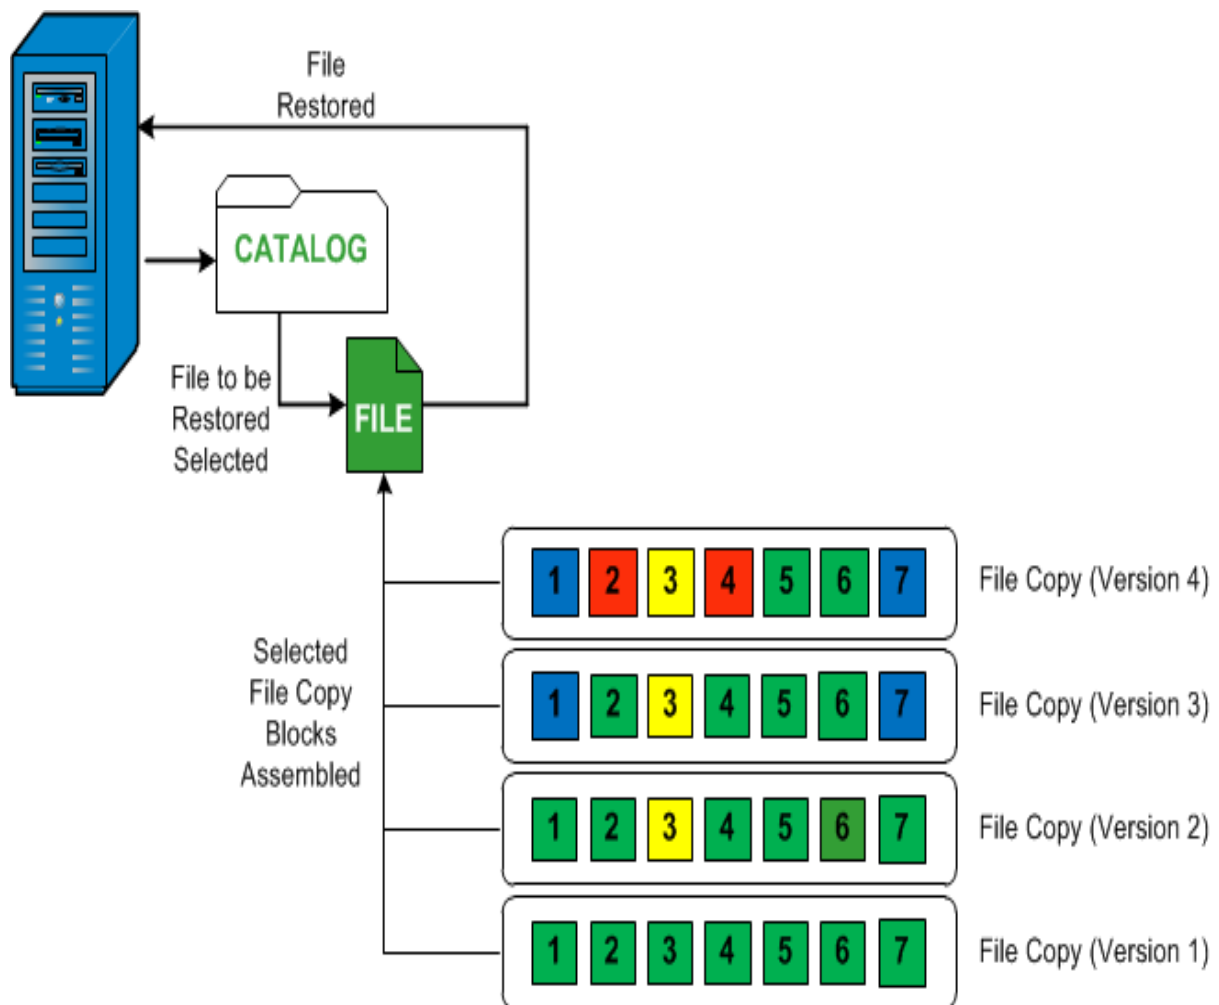 File
Restored
CATALOG
File to be
Restored
Selected
FILE
1 2 3 4 5 6 7
File Copy (Version 4)
Selected
File Copy
Blocks
Assembled
1 2 3 4 5 6 7
File Copy (Version 3)
1 2 3 4 5 6 7
File Copy (Version 2)
1 2 3 4 5 6 7
File Copy (Version 1)